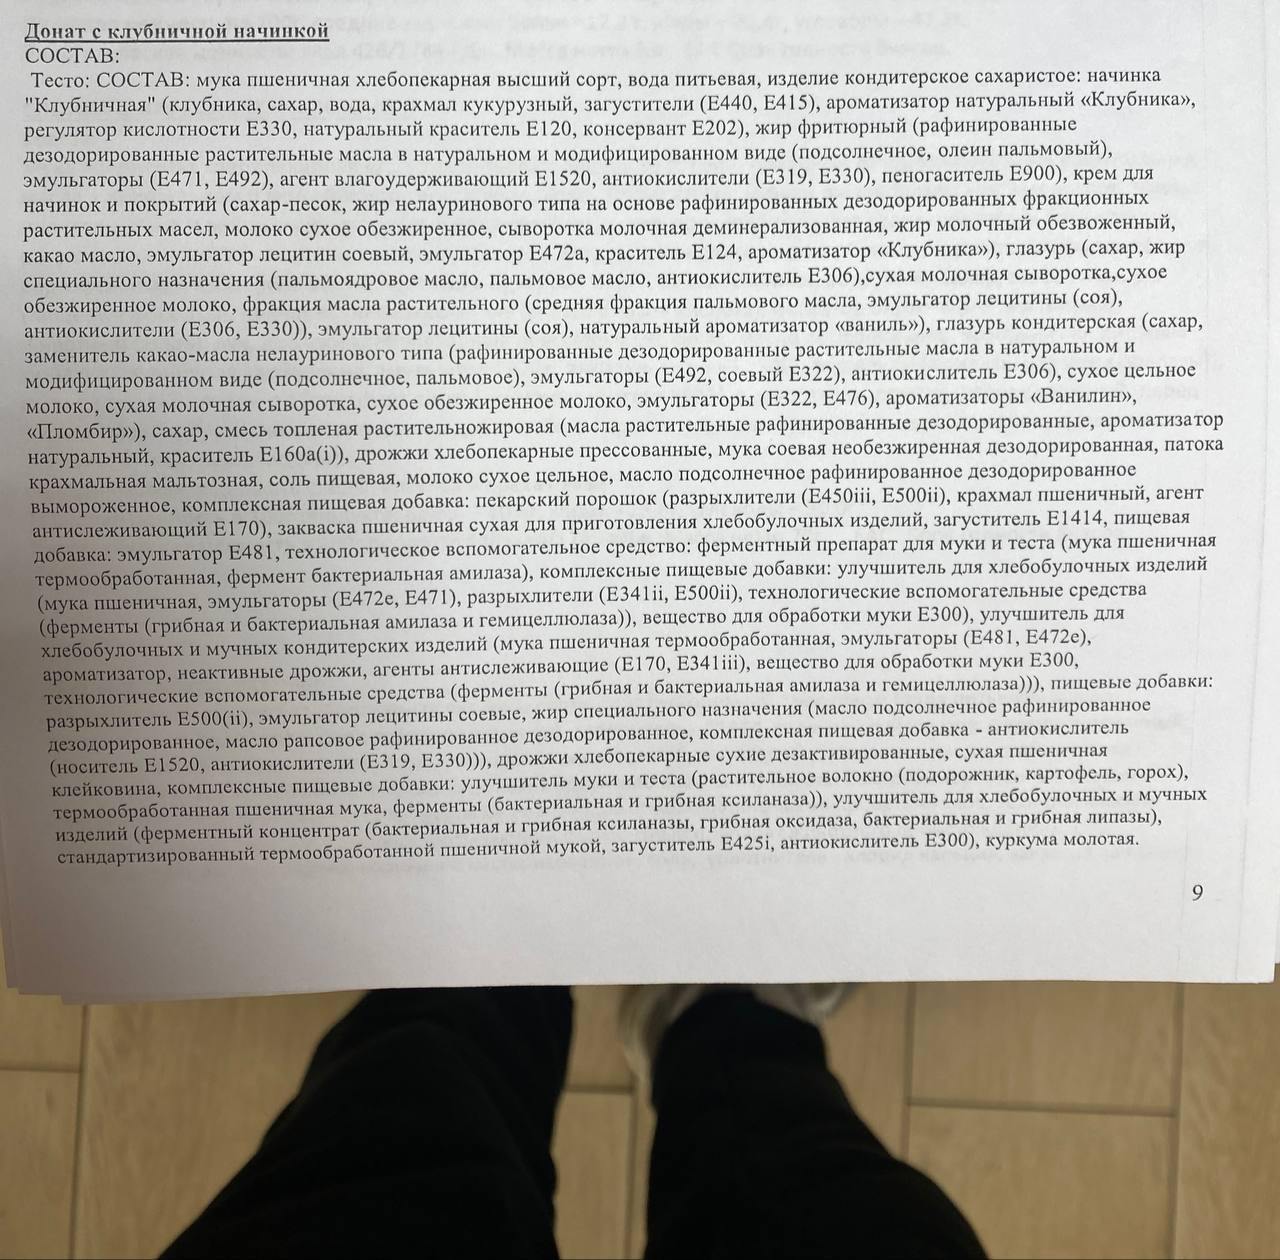 Донат с клубничной начинкой
СОСТАВ:
Тесто: СОСТАВ: мука пшеничная хлебопекарная высший сорт, вода питьевая, изделие кондитерское сахаристое: начинка
"Клубничная" (клубника, сахар, вода, крахмал кукурузный, загустители (Е440, Е415), ароматизатор натуральный «Клубника»,
регулятор кислотности Е330, натуральный краситель Е120, консервант Е202), жир фритюрный (рафинированные
дезодорированные растительные масла в натуральном и модифицированном виде (подсолнечное, олеин пальмовый),
эмульгаторы (Е471, Е492), агент влагоудерживающий Е1520, антиокислители (Е319, Е330), пеногаситель Е900), крем для
начинок и покрытий (сахар-песок, жир нелауринового типа на основе рафинированных дезодорированных фракционных
растительных масел, молоко сухое обезжиренное, сыворотка молочная деминерализованная, жир молочный обезвоженный,
какао масло, эмульгатор лецитин соевый, эмульгатор Е472а, краситель Е124, ароматизатор «Клубника»), глазурь (сахар, жир
специального назначения (пальмоядровое масло, пальмовое масло, антиокислитель Е306),сухая молочная сыворотка,сухое
обезжиренное молоко, фракция масла растительного (средняя фракция пальмового масла, эмульгатор лецитины (соя),
антиокислители (Е306, Е330)), эмульгатор лецитины (соя), натуральный ароматизатор «ваниль»), глазурь кондитерская (сахар,
заменитель какао-масла нелауринового типа (рафинированные дезодорированные растительные масла в натуральном и
модифицированном виде (подсолнечное, пальмовое), эмульгаторы (Е492, соевый Е322), антиокислитель Е306), сухое цельное
молоко, сухая молочная сыворотка, сухое обезжиренное молоко, эмульгаторы (Е322, Е476), ароматизаторы «Ванилин»,
«Пломбир»), сахар, смесь топленая растительножировая (масла растительные рафинированные дезодорированные, ароматизатор
натуральный, краситель Е160а(i)), дрожжи хлебопекарные прессованные, мука соевая необезжиренная дезодорированная, патока
крахмальная мальтозная, соль пищевая, молоко сухое цельное, масло подсолнечное рафинированное дезодорированное
вымороженное, комплексная пищевая добавка: пекарский порошок (разрыхлители (Е450iii, Е500ii), крахмал пшеничный, агент
антислеживающий Е170), закваска пшеничная сухая для приготовления хлебобулочных изделий, загуститель Е1414, пищевая
добавка: эмульгатор Е481, технологическое вспомогательное средство: ферментный препарат для муки и теста (мука пшеничная
термообработанная, фермент бактериальная амилаза), комплексные пищевые добавки: улучшитель для хлебобулочных изделий
(мука пшеничная, эмульгаторы (Е472е, Е471), разрыхлители (Е341ii, Е500ii), технологические вспомогательные средства
(ферменты (грибная и бактериальная амилаза и гемицеллюлаза)), вещество для обработки муки Е300), улучшитель для
хлебобулочных и мучных кондитерских изделий (мука пшеничная термообработанная, эмульгаторы (Е481, Е472е),
ароматизатор, неактивные дрожжи, агенты антислеживающие (Е170, Е341iii), вещество для обработки муки Е300,
технологические вспомогательные средства (ферменты (грибная и бактериальная амилаза и гемицеллюлаза))), пищевые добавки:
разрыхлитель Е500(ii), эмульгатор лецитины соевые, жир специального назначения (масло подсолнечное рафинированное
дезодорированное, масло рапсовое рафинированное дезодорированное, комплексная пищевая добавка - антиокислитель
(носитель Е1520, антиокислители (Е319, Е330))), дрожжи хлебопекарные сухие дезактивированные, сухая пшеничная
клейковина, комплексные пищевые добавки: улучшитель муки и теста (растительное волокно (подорожник, картофель, горох),
термообработанная пшеничная мука, ферменты (бактериальная и грибная ксиланаза)), улучшитель для хлебобулочных и мучных
изделий (ферментный концентрат (бактериальная и грибная ксиланазы, грибная оксидаза, бактериальная и грибная липазы),
стандартизированный термообработанной пшеничной мукой, загуститель Е425i, антиокислитель Е300), куркума молотая.
9